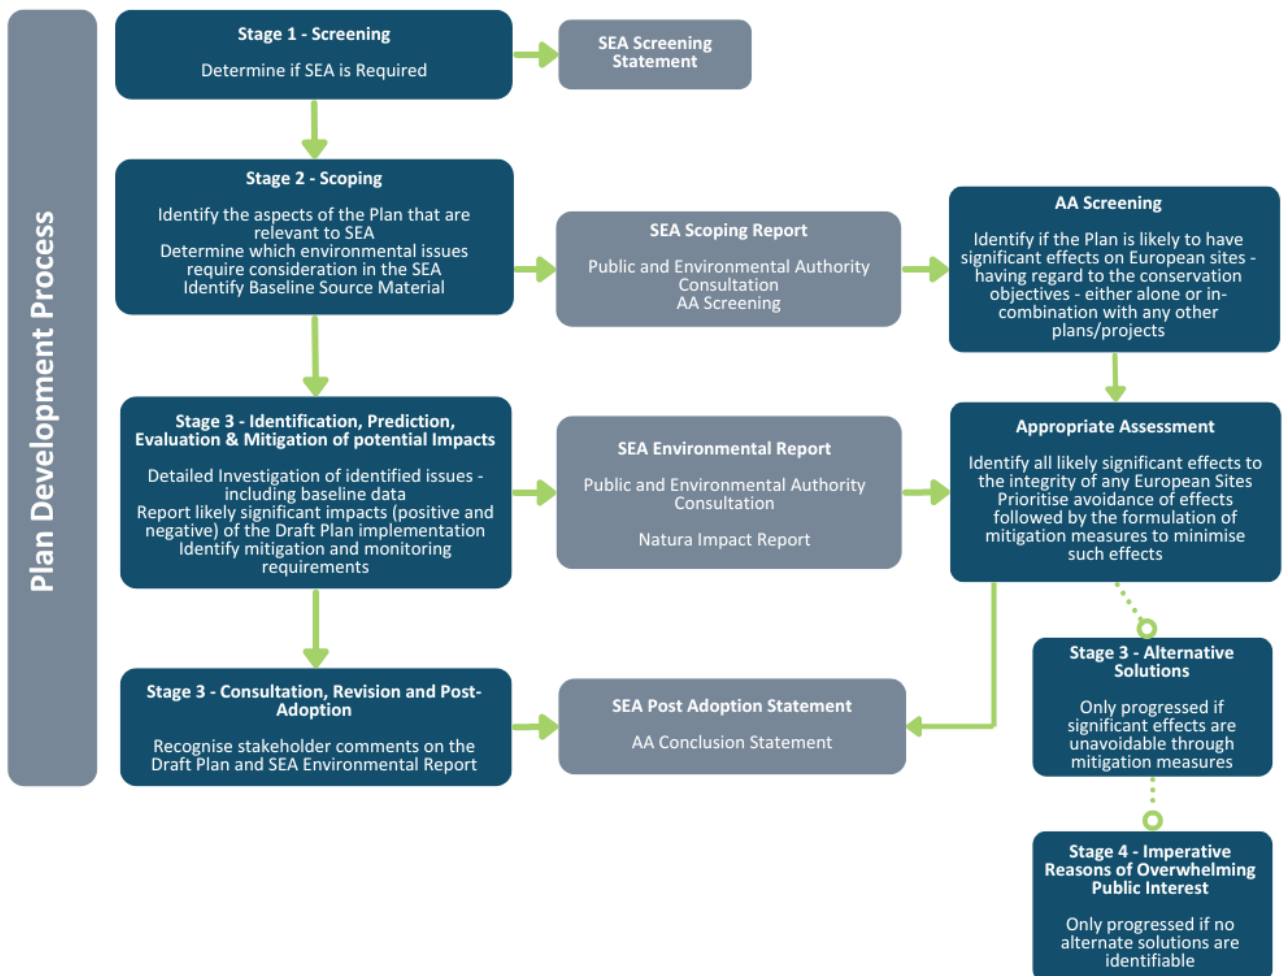 Plan Development Process
Stage 1 - Screening
Determine if SEA is Required
SEA Screening
Statement
Stage 2 - Scoping
Identify the aspects of the Plan that are
relevant to SEA
Determine which environmental issues
require consideration in the SEA
Identify Baseline Source Material
SEA Scoping Report
Public and Environmental Authority
Consultation
AA Screening
AA Screening
Identify if the Plan is likely to have
significant effects on European sites -
having regard to the conservation
objectives - either alone or in-
combination with any other
plans/projects
Stage 3 - Identification, Prediction,
Evaluation & Mitigation of potential Impacts
Detailed Investigation of identified issues -
including baseline data
Report likely significant impacts (positive and
negative) of the Draft Plan implementation
Identify mitigation and monitoring
requirements
SEA Environmental Report
Public and Environmental Authority
Consultation
Natura Impact Report
Appropriate Assessment
Identify all likely significant effects to
the integrity of any European Sites
Prioritise avoidance of effects
followed by the formulation of
mitigation measures to minimise
such effects
Stage 3 - Consultation, Revision and Post-
Adoption
Recognise stakeholder comments on the
Draft Plan and SEA Environmental Report
SEA Post Adoption Statement
AA Conclusion Statement
Stage 3 - Alternative
Solutions
Only progressed if
significant effects are
unavoidable through
mitigation measures
Stage 4 - Imperative
Reasons of Overwhelming
Public Interest
Only progressed if no
alternate solutions are
identifiable